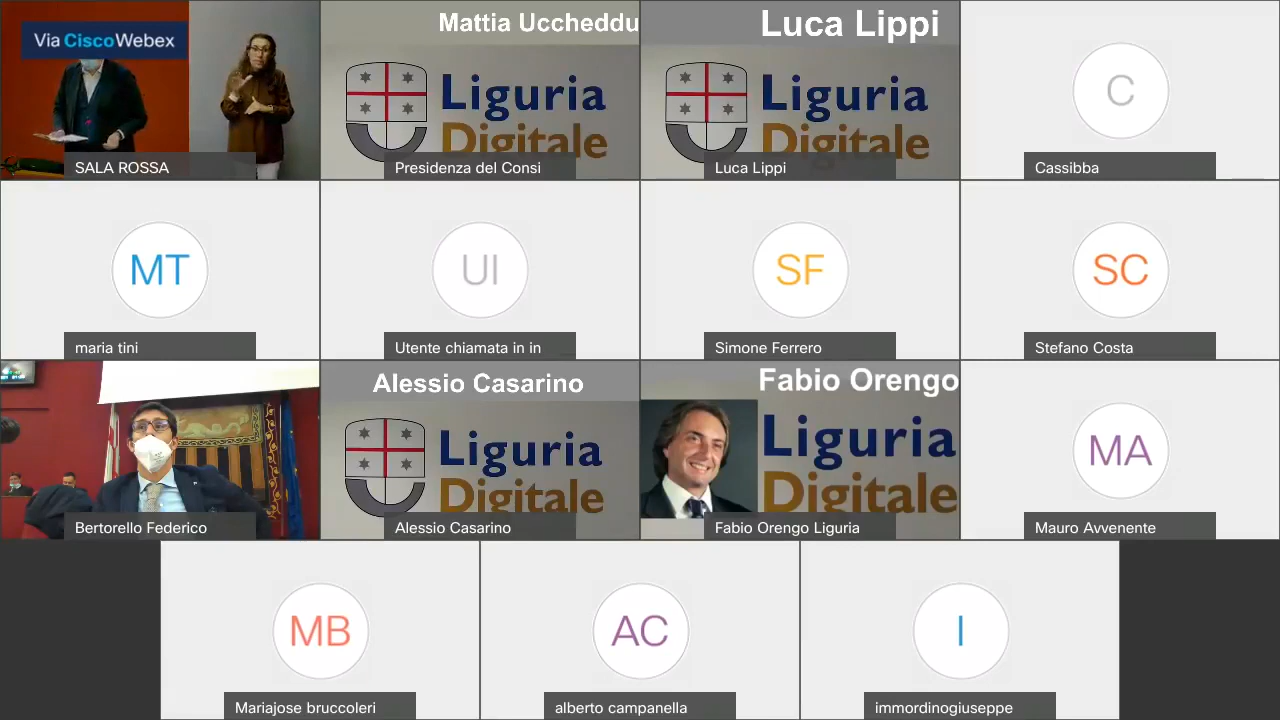 Via Cisco Webex
SALA ROSSA
Mattia Uccheddu
Liguria
Digitale
Presidenza del Consi
Luca Lippi
Liguria
Digitale
Luca Lippi
C
Cassibba
MT
maria tini
UI
Utente chiamata in in
SF
Simone Ferrero
SC
Stefano Costa
Bertorello Federico
Alessio Casarino
Liguria
Digitale
Alessio Casarino
Fabio Orengo
Liguria
Digitale
Fabio Orengo Liguria
MA
Mauro Avvenente
MB
Mariajose bruccoleri
AC
alberto campanella
I
immordinogiuseppe